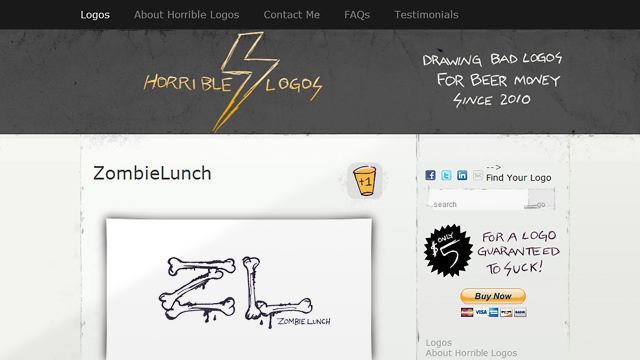 Logos About Horrible Logos Contact Me FAQs Testimonials
HORRIBLE LOGOS
DRAWING BAD LOGOS
FOR BEER MONEY
SINCE 2010
ZombieLunch
+1
-->
Find Your Logo
search go
ZL
ZOMBIE LUNCH
ONLY
$5
FOR A LOGO
GUARANTEED
TO SUCK!
Buy Now
Logos
About Horrible Logos